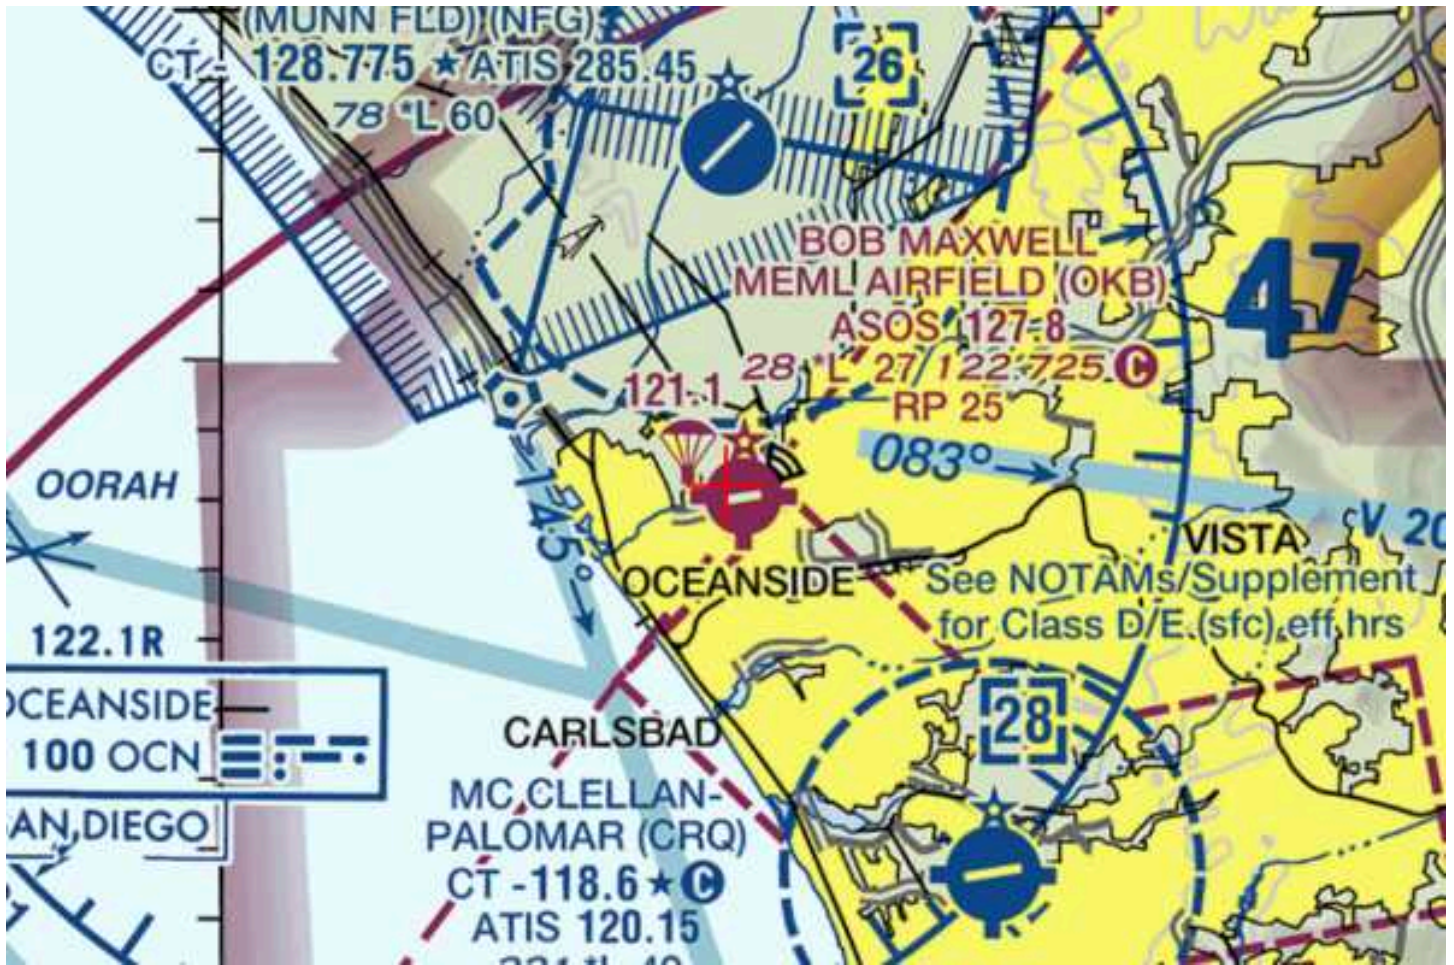 (MUNN FLD) (NFG)
CT - 128.775 ★ ATIS 285.45
78 *L 60
26
BOB MAXWELL
MEML AIRFIELD (OKB)
ASOS 127.8
28 *L 27/122.725 C
RP 25
47
121.1
083°→
OORAH
145°→
V 20
VISTA
OCEANSIDE
See NOTAMs/Supplement
for Class D/E (sfc) eff hrs
122.1R
OCEANSIDE
100 OCN
28
CARLSBAD
SAN DIEGO
MC CLELLAN-
PALOMAR (CRQ)
CT - 118.6 ★ C
ATIS 120.15